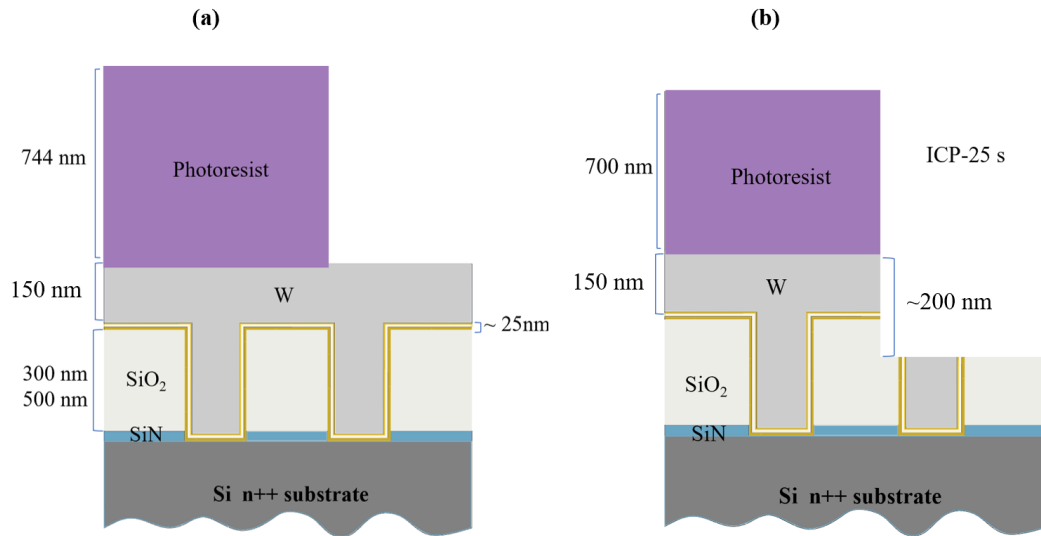 (a)
744 nm
Photoresist
150 nm
W
~ 25nm
300 nm
500 nm
SiO2
SiN
Si n++ substrate
(b)
700 nm
Photoresist
ICP-25 s
150 nm
W
~200 nm
SiO2
SiN
Si n++ substrate